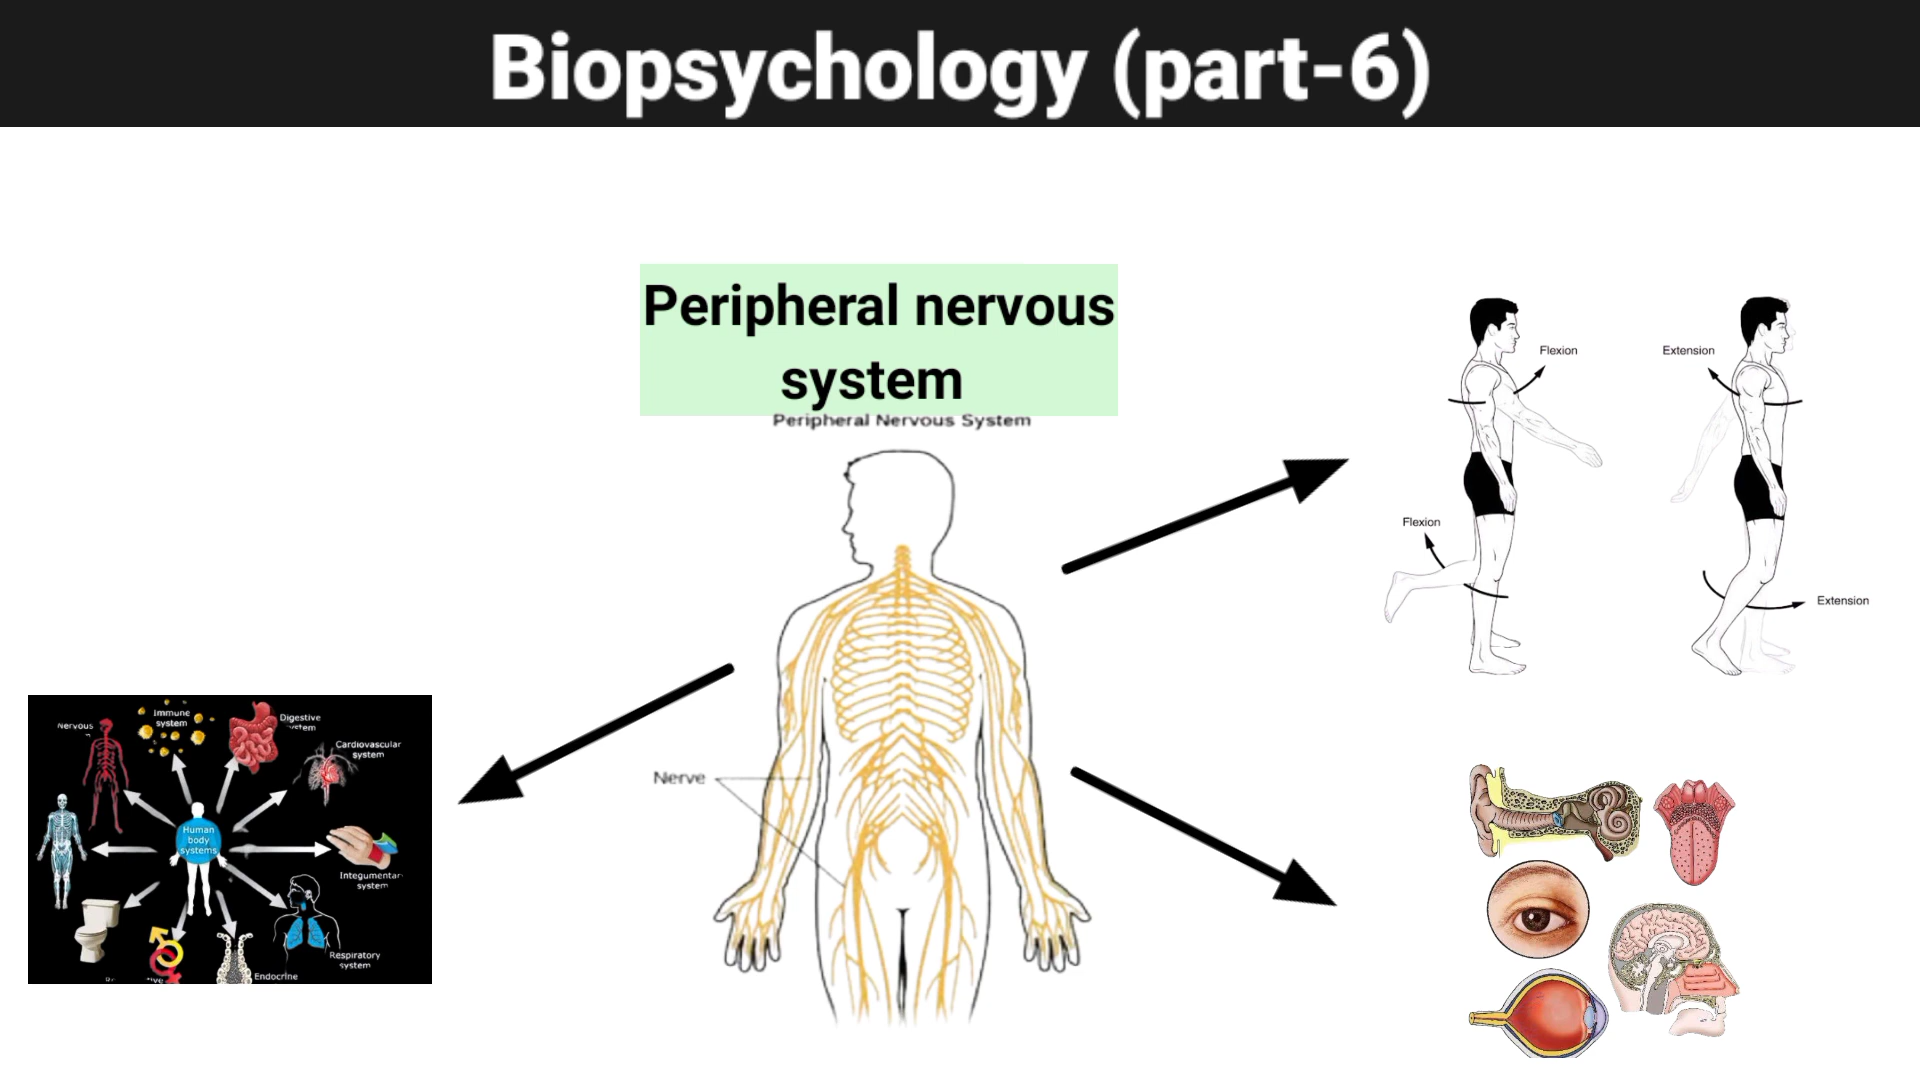 Biopsychology (part-6)
Peripheral nervous
system
Peripheral Nervous System
Nerve
Flexion
Extension
Flexion
Extension
Nervous
Immune
system
Digestive
Cardiovascular
system
Human
body
systems
system
Respiratory
system
Endocrine